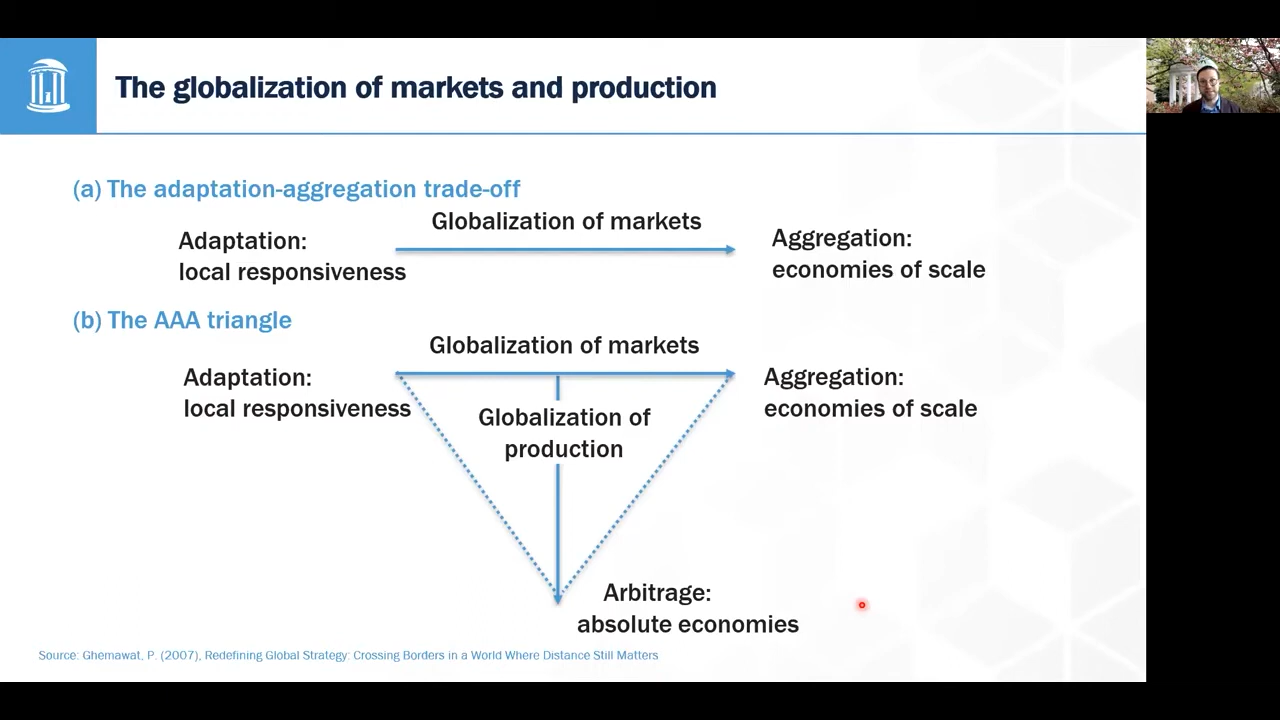 The globalization of markets and production
(a) The adaptation-aggregation trade-off
Globalization of markets
Adaptation:
local responsiveness
Aggregation:
economies of scale
(b) The AAA triangle
Globalization of markets
Adaptation:
local responsiveness
Aggregation:
economies of scale
Globalization of
production
Arbitrage:
absolute economies
Source: Ghemawat, P. (2007), Redefining Global Strategy: Crossing Borders in a World Where Distance Still Matters